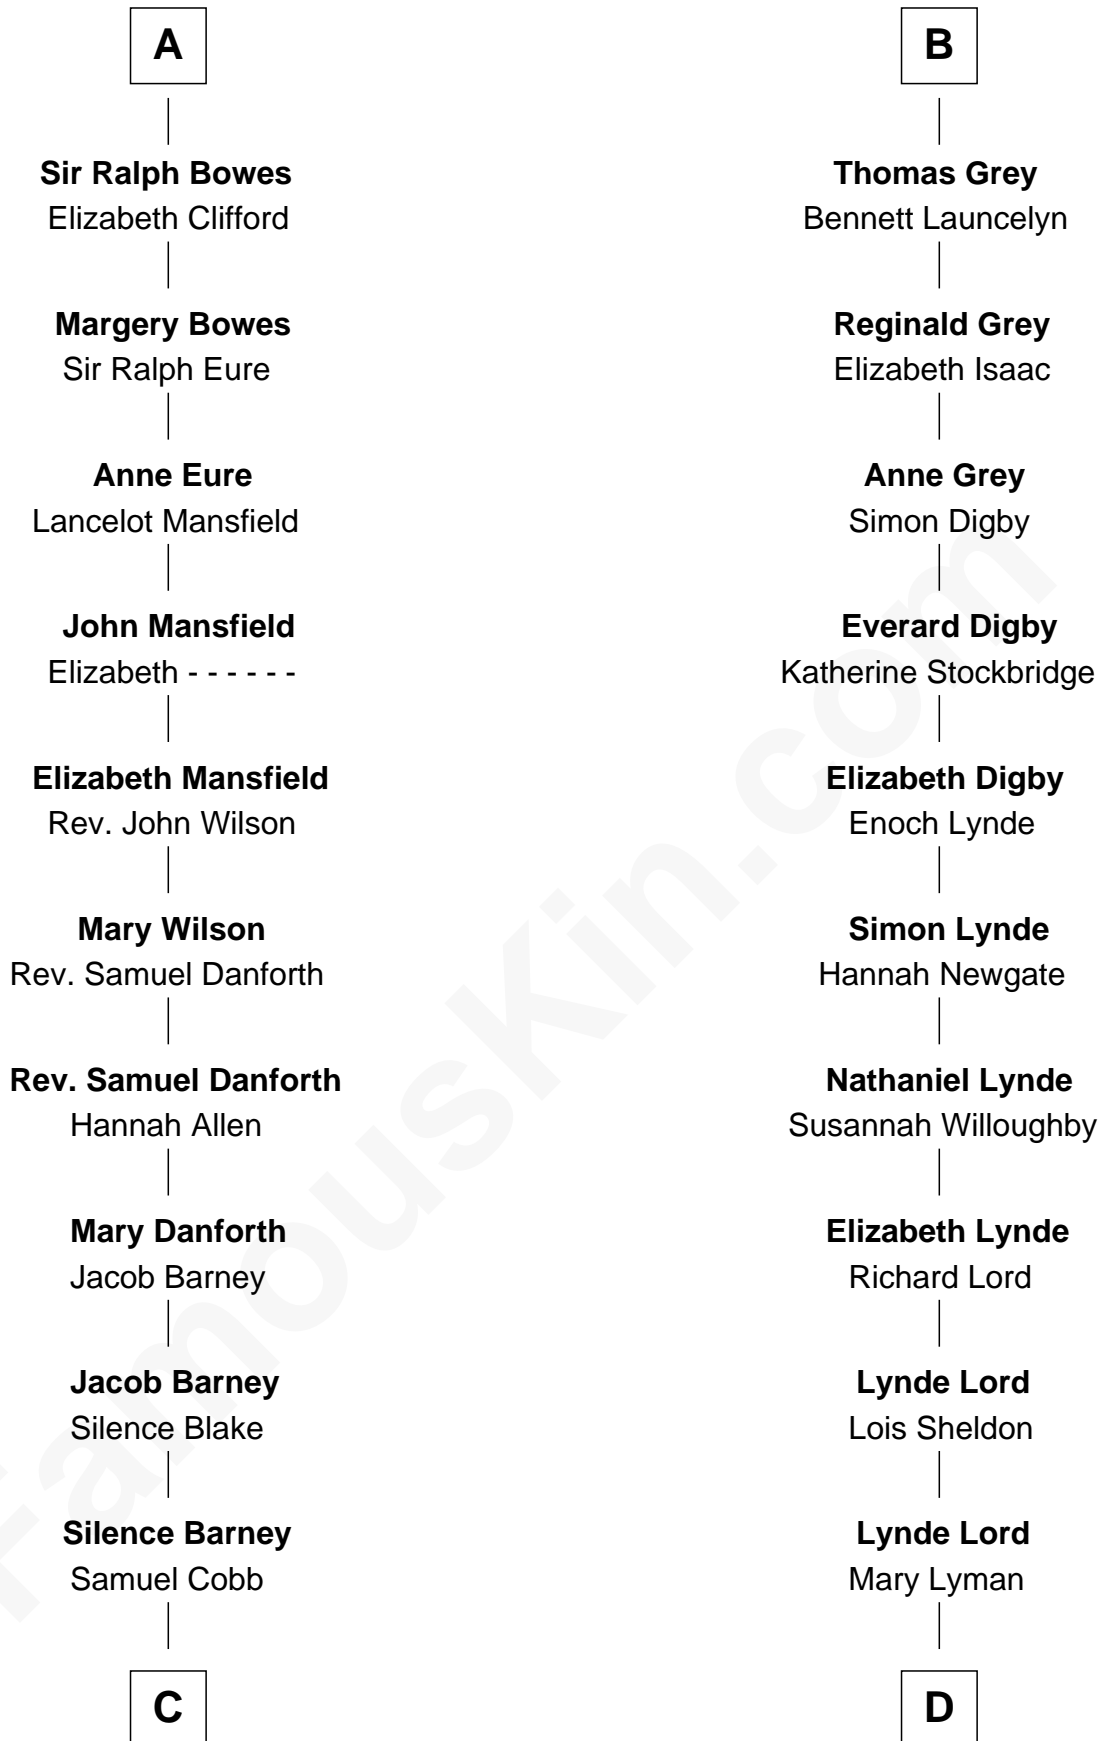 A
Sir Ralph Bowes
Elizabeth Clifford
Margery Bowes
Sir Ralph Eure
Anne Eure
Lancelot Mansfield
John Mansfield
Elizabeth - - - - - -
Elizabeth Mansfield
Rev. John Wilson
Mary Wilson
Rev. Samuel Danforth
Rev. Samuel Danforth
Hannah Allen
Mary Danforth
Jacob Barney
Jacob Barney
Silence Blake
Silence Barney
Samuel Cobb
C
B
Thomas Grey
Bennett Launcelyn
Reginald Grey
Elizabeth Isaac
Anne Grey
Simon Digby
Everard Digby
Katherine Stockbridge
Elizabeth Digby
Enoch Lynde
Simon Lynde
Hannah Newgate
Nathaniel Lynde
Susannah Willoughby
Elizabeth Lynde
Richard Lord
Lynde Lord
Lois Sheldon
Lynde Lord
Mary Lyman
D
FamousKin.com